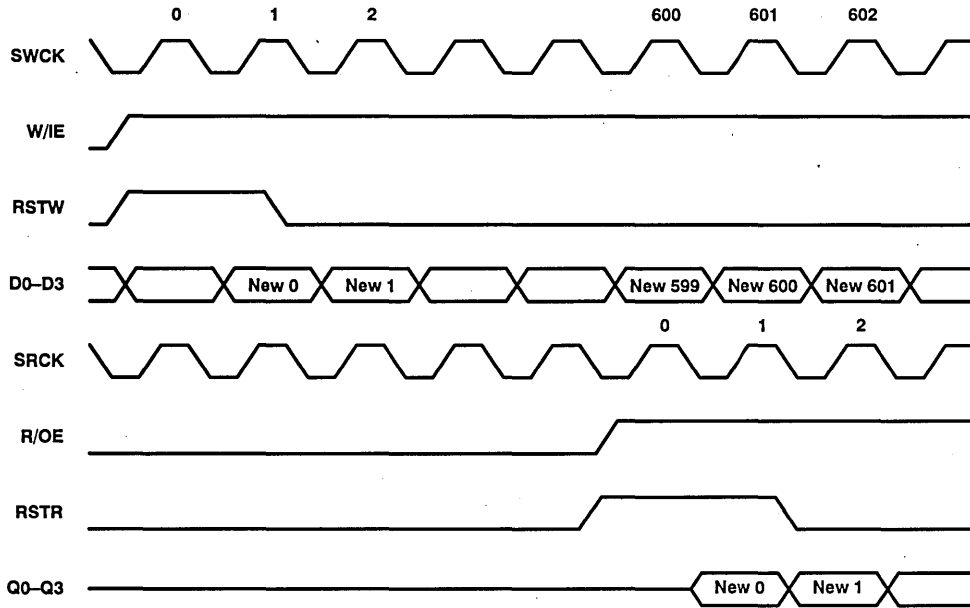 0 1 2 600 601 602
SWCK
W/IE
RSTW
D0–D3 New 0 New 1 New 599 New 600 New 601
0 1 2
SRCK
R/OE
RSTR
Q0–Q3 New 0 New 1